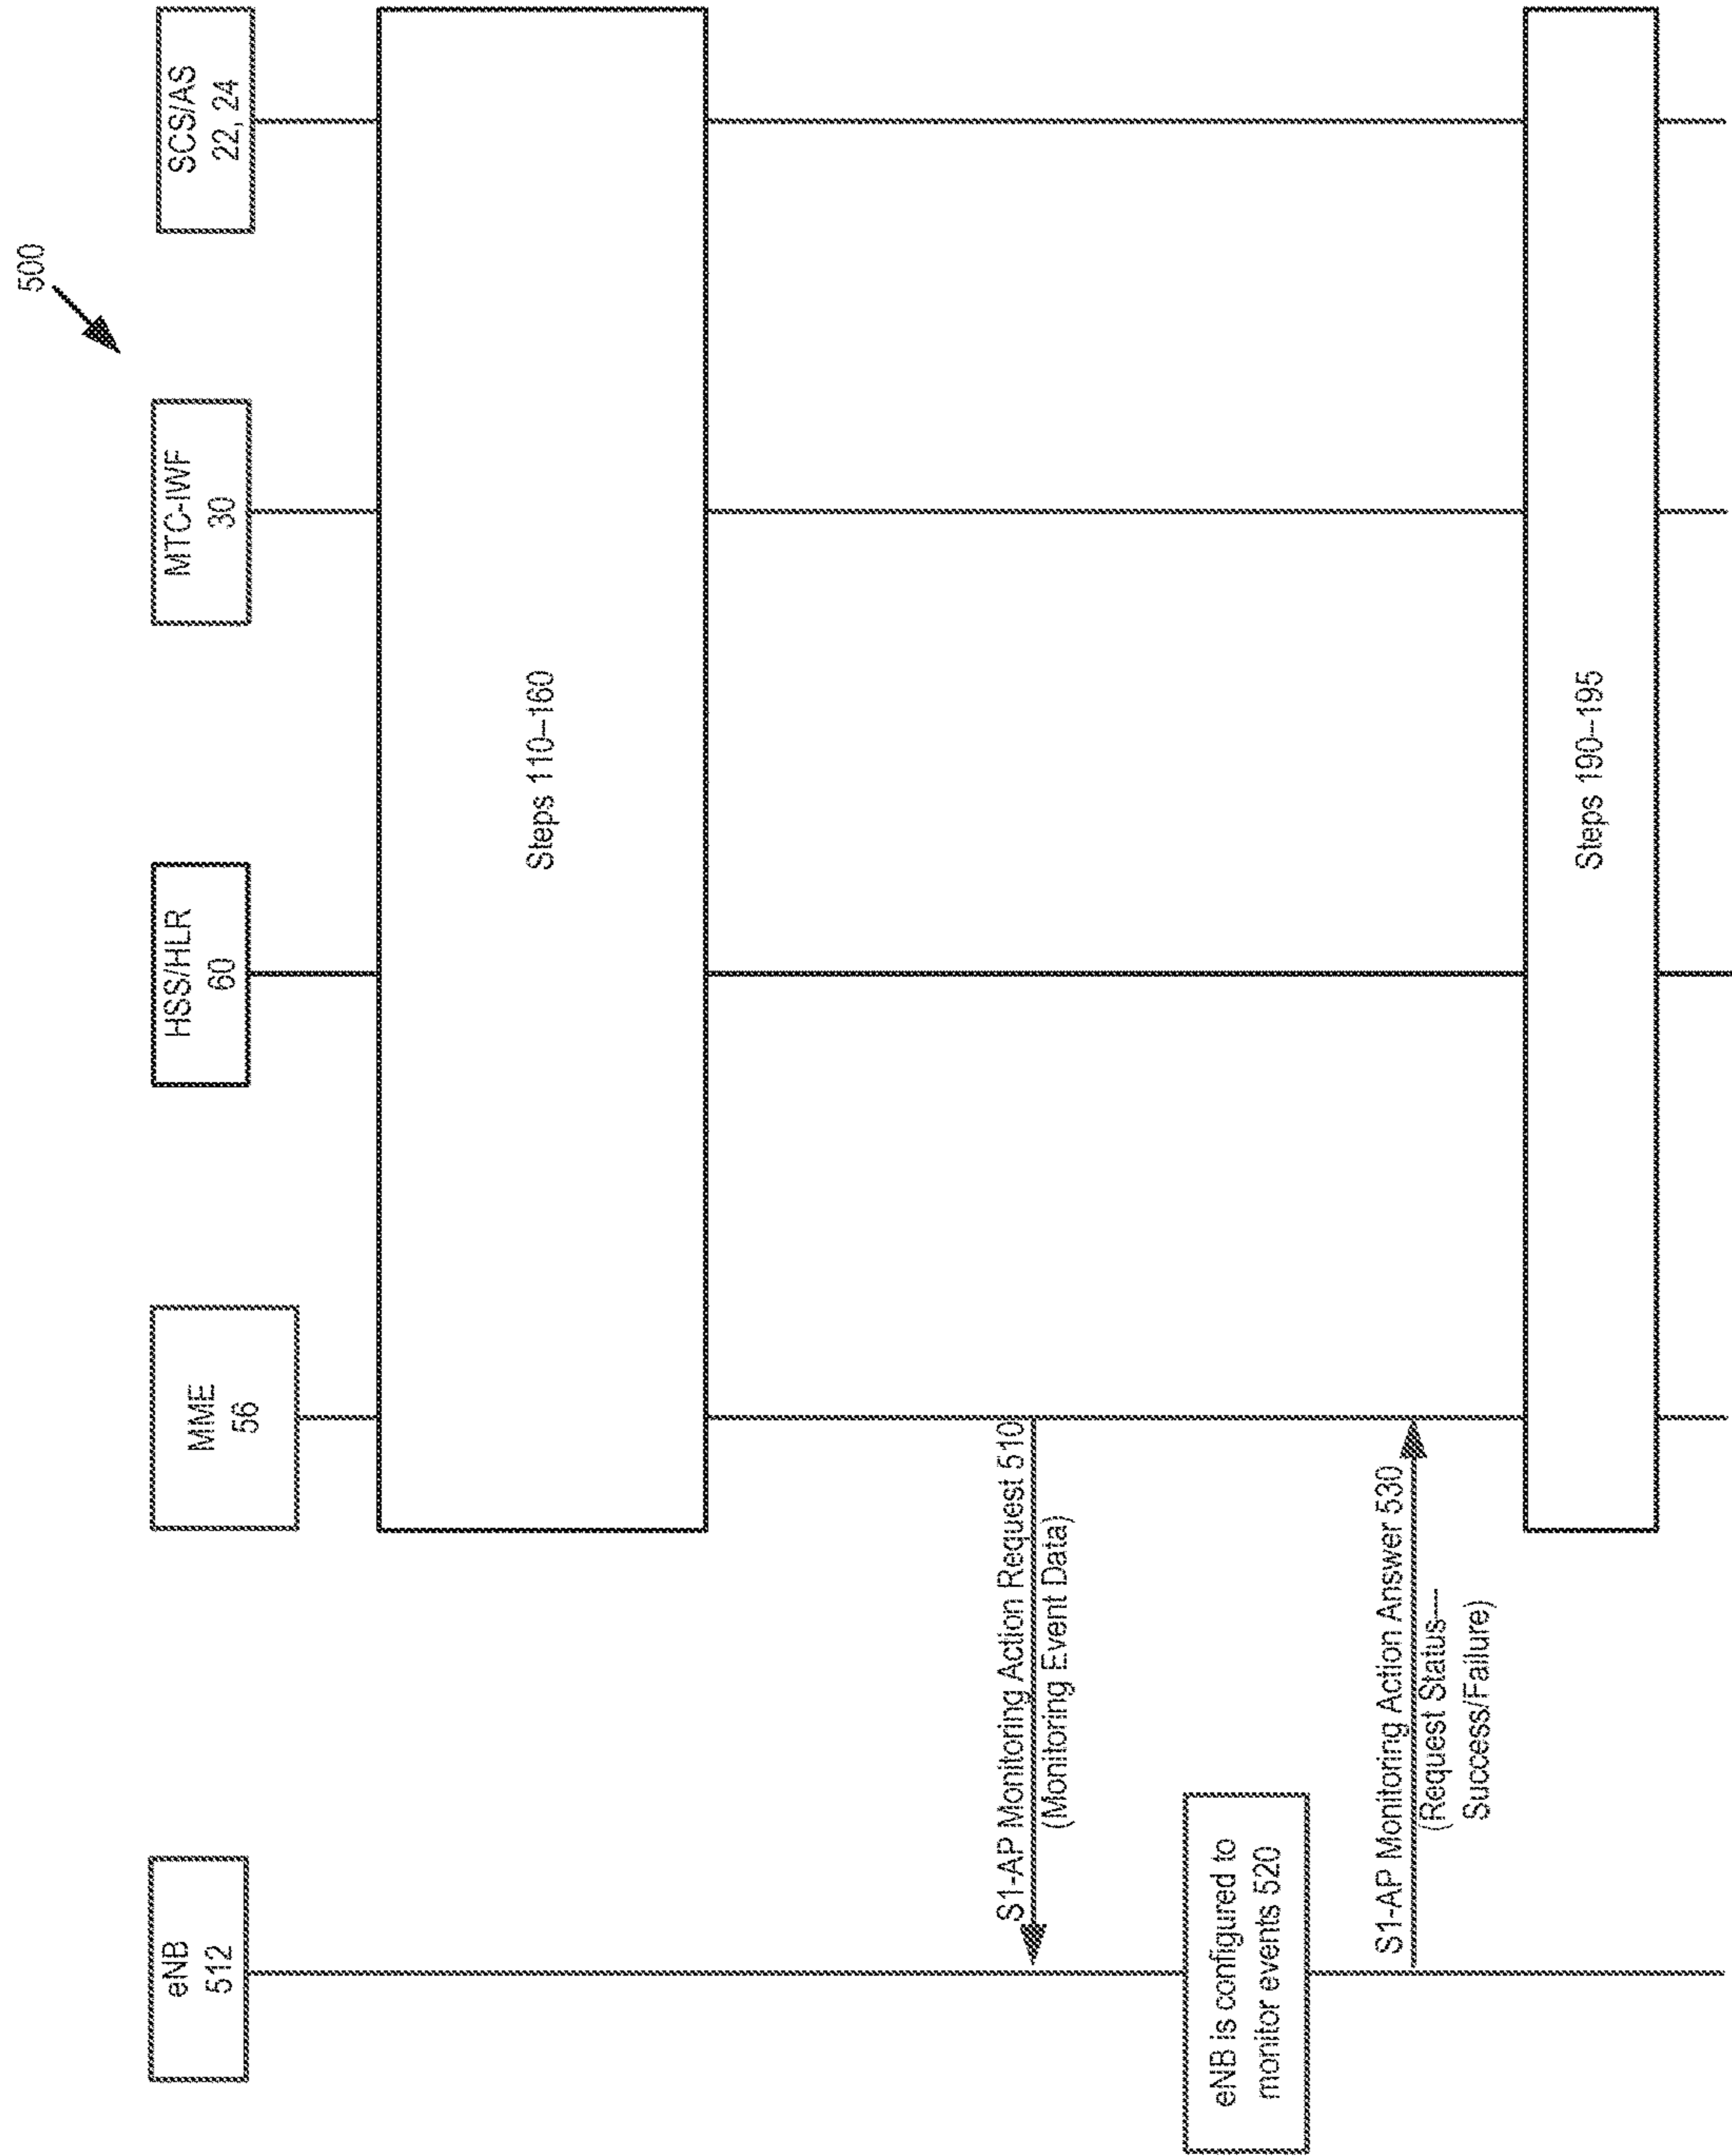 500
eNB
512
MME
56
HSS/HLR
60
MTC-IWF
30
SCS/AS
22, 24
Steps 110–160
S1-AP Monitoring Action Request 510
(Monitoring Event Data)
eNB is configured to
monitor events 520
S1-AP Monitoring Action Answer 530
(Request Status—
Success/Failure)
Steps 190–195